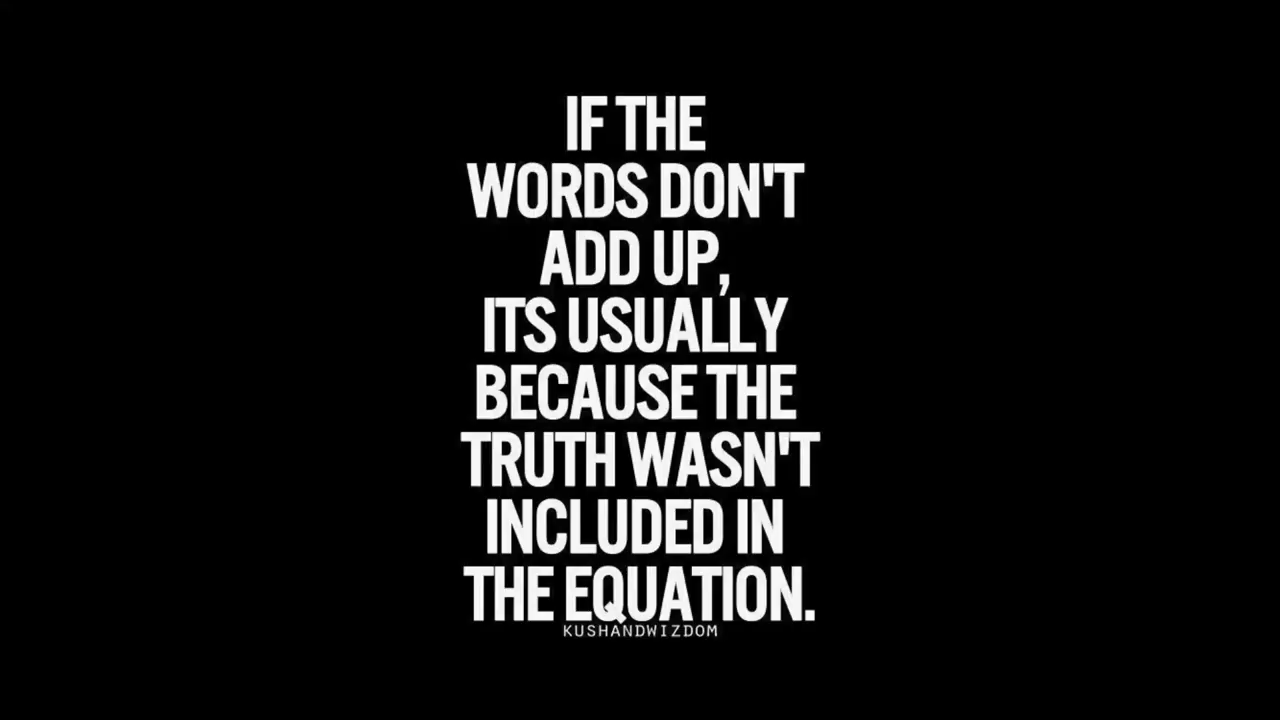 IF THE
WORDS DON'T
ADD UP,
ITS USUALLY
BECAUSE THE
TRUTH WASN'T
INCLUDED IN
THE EQUATION.
KUSHANDWIZDOM